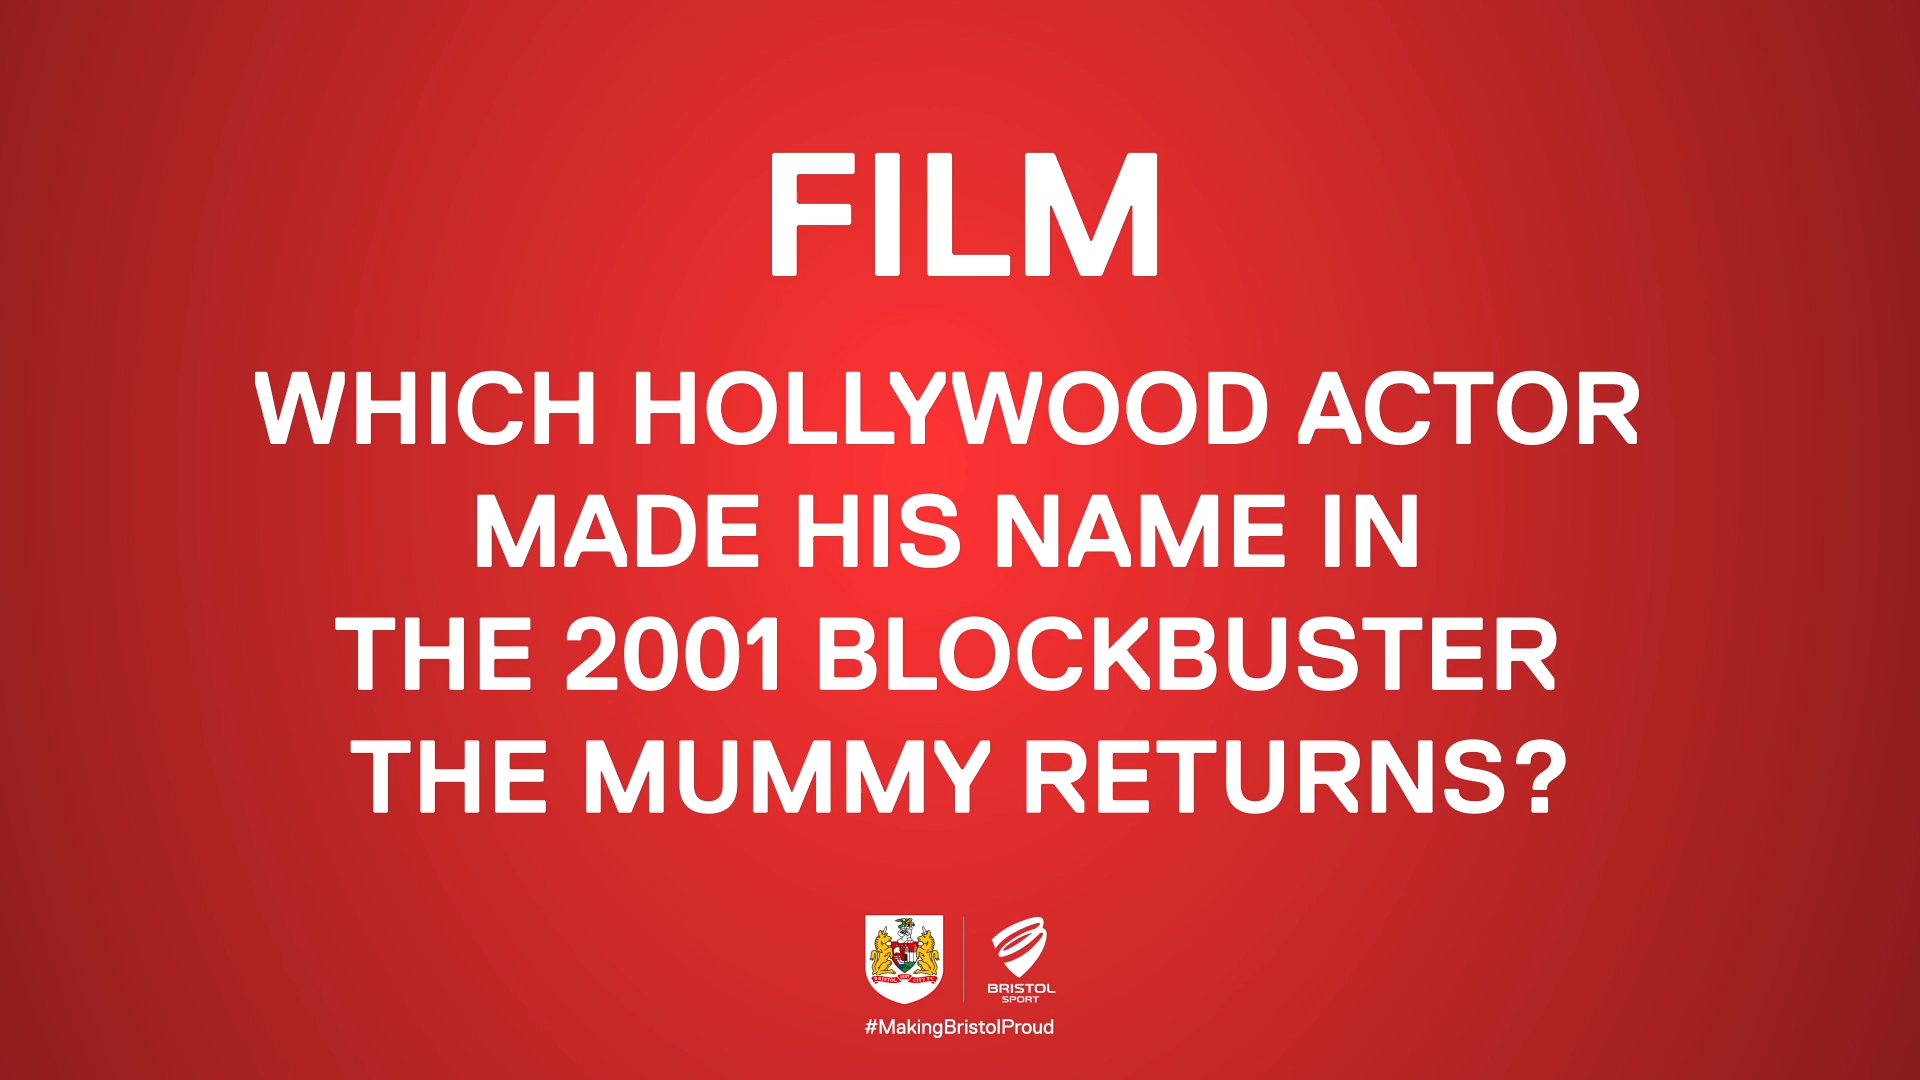 FILM
WHICH HOLLYWOOD ACTOR
MADE HIS NAME IN
THE 2001 BLOCKBUSTER
THE MUMMY RETURNS?
BRISTOL
SPORT
#MakingBristolProud